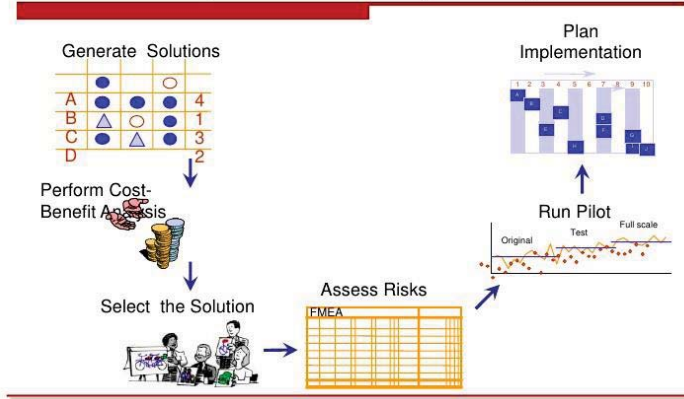 Generate Solutions
A 4
B 1
C 3
D 2
Perform Cost-
Benefit Analysis
Select the Solution
Assess Risks
FMEA
Run Pilot
Original
Test
Full scale
Plan
Implementation
1 2 3 4 5 6 7 8 9 10
A
B
C
E
H
J